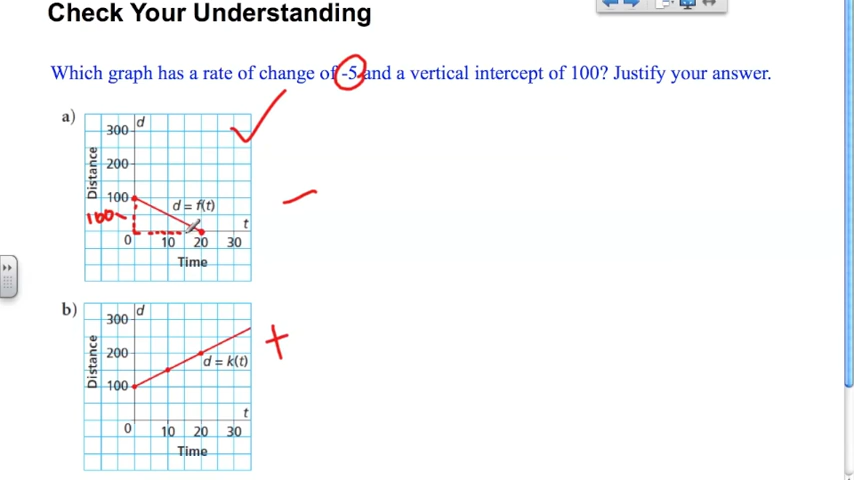 Check Your Understanding
Which graph has a rate of change of -5 and a vertical intercept of 100? Justify your answer.
a)
d
300
200
Distance
100
d = f(t)
100
t
0 10 20 30
Time
b)
d
300
200
Distance
d = k(t)
100
t
0 10 20 30
Time